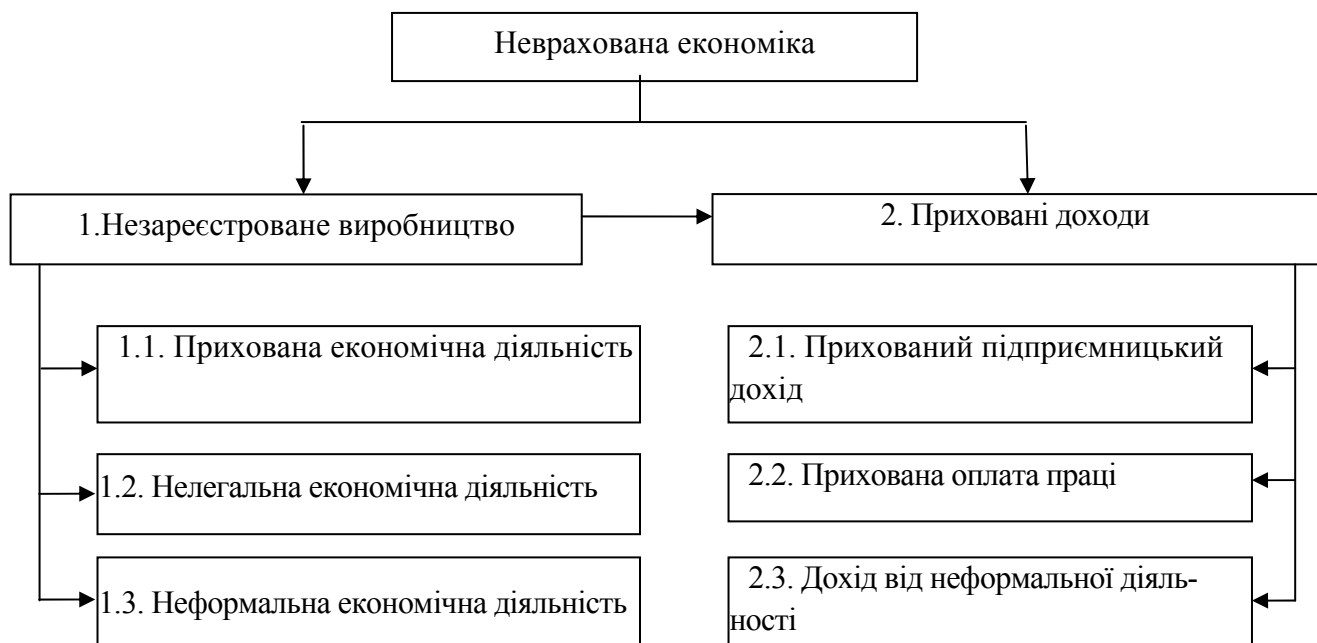 Неврахована економіка
1.Незареєстроване виробництво
2. Приховані доходи
1.1. Прихована економічна діяльність
2.1. Прихований підприємницький
дохід
1.2. Нелегальна економічна діяльність
2.2. Прихована оплата праці
1.3. Неформальна економічна діяльність
2.3. Дохід від неформальної діяль-
ності